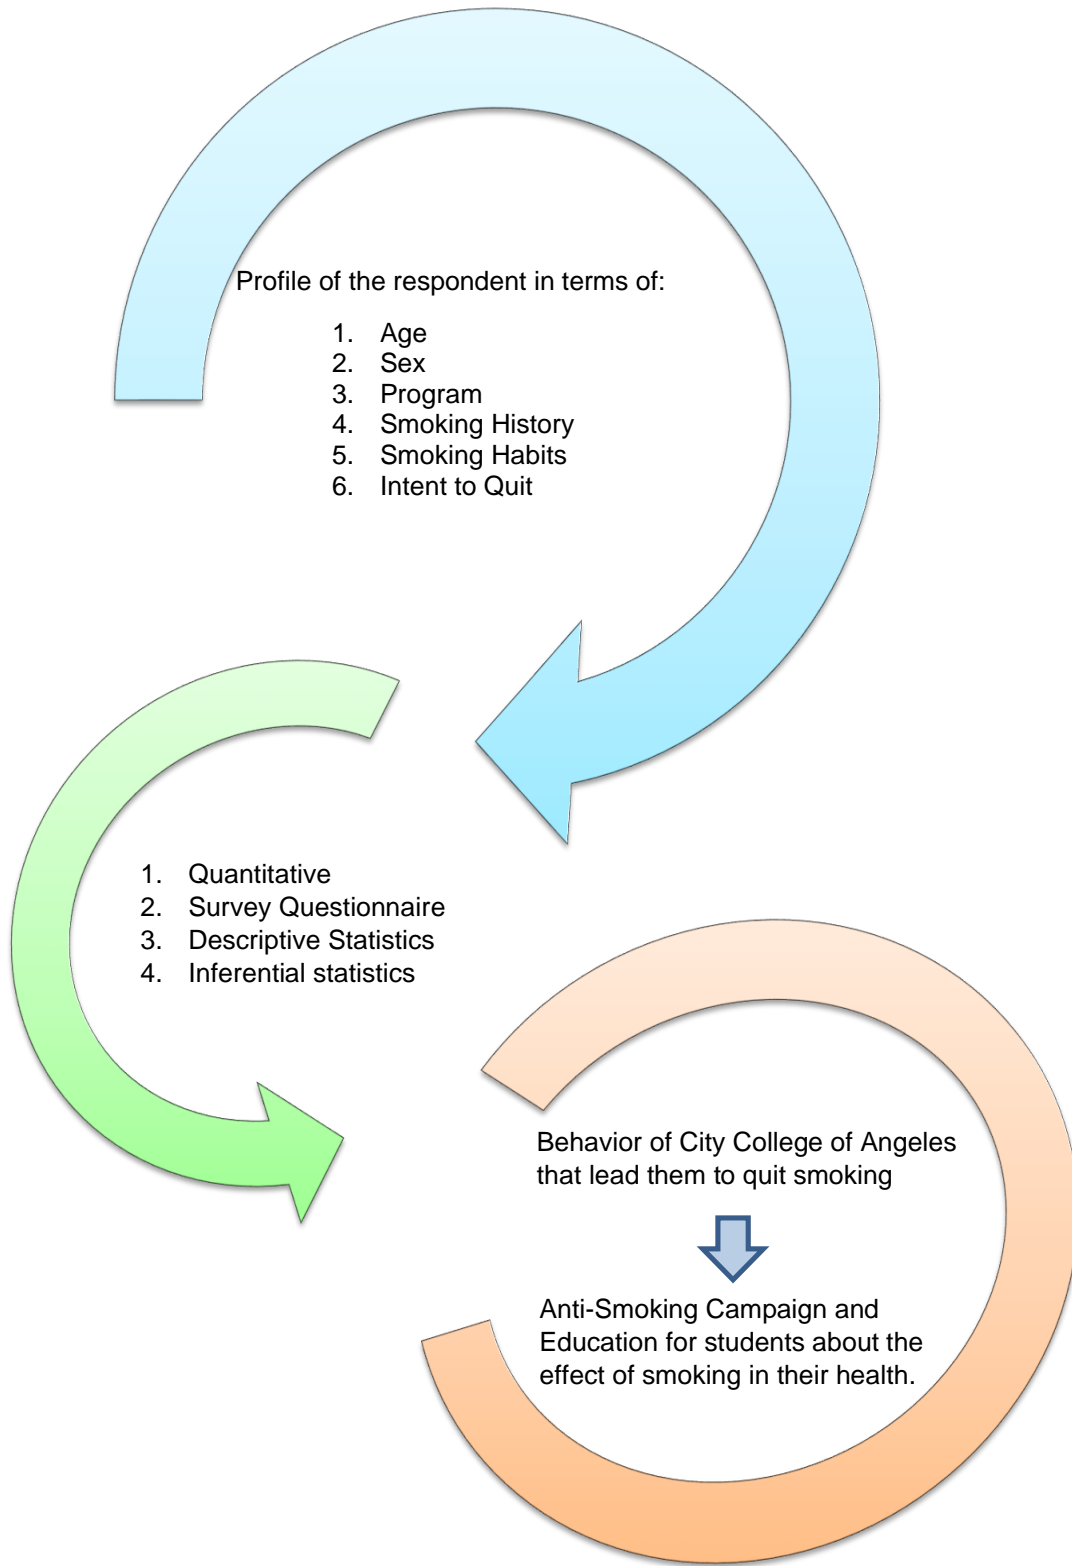 Profile of the respondent in terms of:
1. Age
2. Sex
3. Program
4. Smoking History
5. Smoking Habits
6. Intent to Quit
1. Quantitative
2. Survey Questionnaire
3. Descriptive Statistics
4. Inferential statistics
Behavior of City College of Angeles
that lead them to quit smoking
Anti-Smoking Campaign and
Education for students about the
effect of smoking in their health.